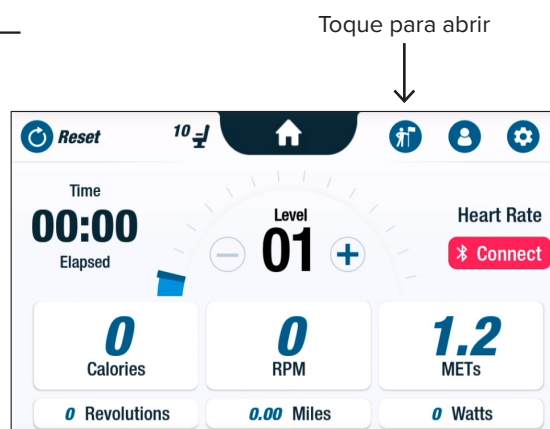 Toque para abrir
Reset
10
Time
00:00
Elapsed
Level
01
Heart Rate
Connect
0
Calories
0
RPM
1.2
METs
0 Revolutions
0.00 Miles
0 Watts